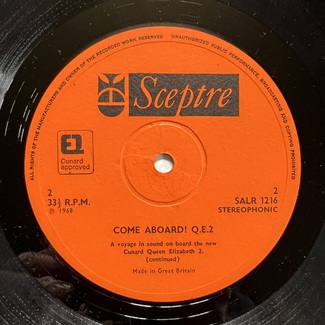 ALL RIGHTS OF THE MANUFACTURERS AND OWNER OF THE RECORDED WORK RESERVED.
UNAUTHORISED PUBLIC PERFORMANCE, BROADCASTING AND COPYING PROHIBITED
Sceptre
Cunard
approved
2
33⅓ R.P.M.
℗ 1968
2
SALR 1216
STEREOPHONIC
COME ABOARD! Q.E.2
A voyage in sound on board the new
Cunard Queen Elizabeth 2.
(continued)
Made in Great Britain